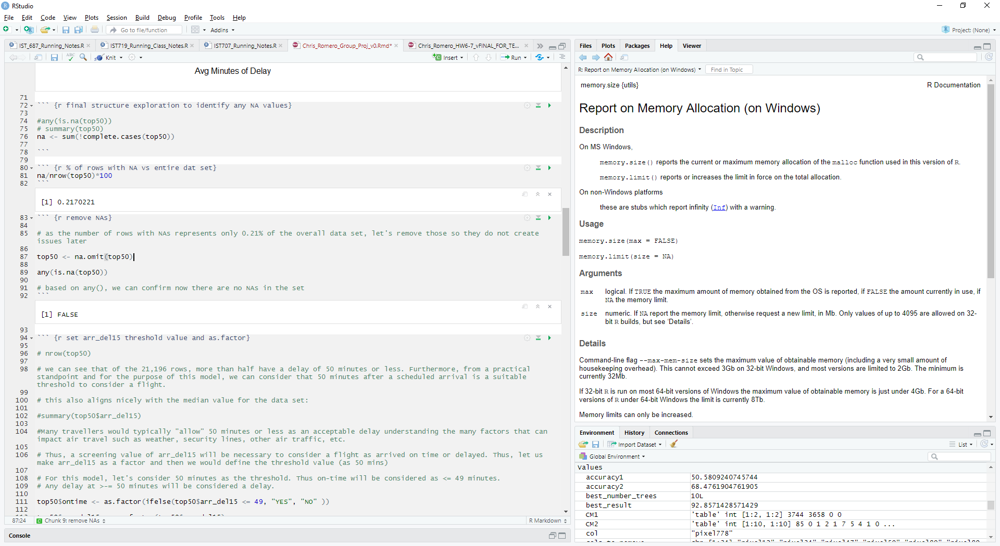 RStudio
File Edit Code View Plots Session Build Debug Profile Tools Help
Go to file/function Addins Project: (None)
IST_687_Running_Notes.R IST719_Running_Class_Notes.R IST707_Running_Notes.R Chris_Romero_Group_Proj_v0.Rmd* Chris_Romero_HW6-7_vFINAL_FOR_TE...
ABC Knit Insert Run
Avg Minutes of Delay
71
72 ``` {r final structure exploration to identify any NA values}
73
74 #any(is.na(top50))
75 # summary(top50)
76 na <- sum(!complete.cases(top50))
77
78 ```
79
80 ``` {r % of rows with NA vs entire dat set}
81 na/nrow(top50)*100
82 ```
[1] 0.2170221
83 ``` {r remove NAs}
84
85 # as the number of rows with NAs represents only 0.21% of the overall data set, let's remove those so they do not create
issues later
86
87 top50 <- na.omit(top50)
88
89 any(is.na(top50))
90
91 # based on any(), we can confirm now there are no NAs in the set
92 ```
[1] FALSE
93
94 ``` {r set arr_del15 threshold value and as.factor}
95
96 # nrow(top50)
97
98 # we can see that of the 21,196 rows, more than half have a delay of 50 minutes or less. Furthermore, from a practical
standpoint and for the purpose of this model, we can consider that 50 minutes after a scheduled arrival is a suitable
threshold to consider a flight.
99
100 # this also aligns nicely with the median value for the data set:
101
102 #summary(top50$arr_del15)
103
104 #Many travellers would typically "allow" 50 minutes or less as an acceptable delay understanding the many factors that can
impact air travel such as weather, security lines, other air traffic, etc.
105
106 # Thus, a screening value of arr_del15 will be necessary to consider a flight as arrived on time or delayed. Thus, let us
make arr_del15 as a factor and then we would define the threshold value (as 50 mins)
107
108 # For this model, let's consider 50 minutes as the threshold. Thus on-time will be considered as <= 49 minutes.
109 # Any delay at >-= 50 minutes will be considered a delay.
110
111 top50$ontime <- as.factor(ifelse(top50$arr_del15 <= 49, "YES", "NO" ))
112
87:24 Chunk 9: remove NAs R Markdown
Console
Files Plots Packages Help Viewer
R: Report on Memory Allocation (on Windows) Find in Topic
memory.size {utils} R Documentation
Report on Memory Allocation (on Windows)
Description
On MS Windows,
memory.size() reports the current or maximum memory allocation of the malloc function used in this version of R.
memory.limit() reports or increases the limit in force on the total allocation.
On non-Windows platforms
these are stubs which report infinity (Inf) with a warning.
Usage
memory.size(max = FALSE)
memory.limit(size = NA)
Arguments
max logical. If TRUE the maximum amount of memory obtained from the OS is reported, if FALSE the amount currently in use, if
NA the memory limit.
size numeric. If NA report the memory limit, otherwise request a new limit, in Mb. Only values of up to 4095 are allowed on 32-
bit R builds, but see ‘Details’.
Details
Command-line flag --max-mem-size sets the maximum value of obtainable memory (including a very small amount of
housekeeping overhead). This cannot exceed 3Gb on 32-bit Windows, and most versions are limited to 2Gb. The minimum is
currently 32Mb.
If 32-bit R is run on most 64-bit versions of Windows the maximum value of obtainable memory is just under 4Gb. For a 64-bit
versions of R under 64-bit Windows the limit is currently 8Tb.
Memory limits can only be increased.
Environment History Connections
Import Dataset List
Global Environment
Values
accuracy1 50.5809240745744
accuracy2 68.4761904761905
best_number_trees 10L
best_result 92.8571428571429
CM1 'table' int [1:2, 1:2] 3744 3658 0 0
CM2 'table' int [1:10, 1:10] 85 0 1 2 1 7 5 4 1 0 ...
col "pixel778"